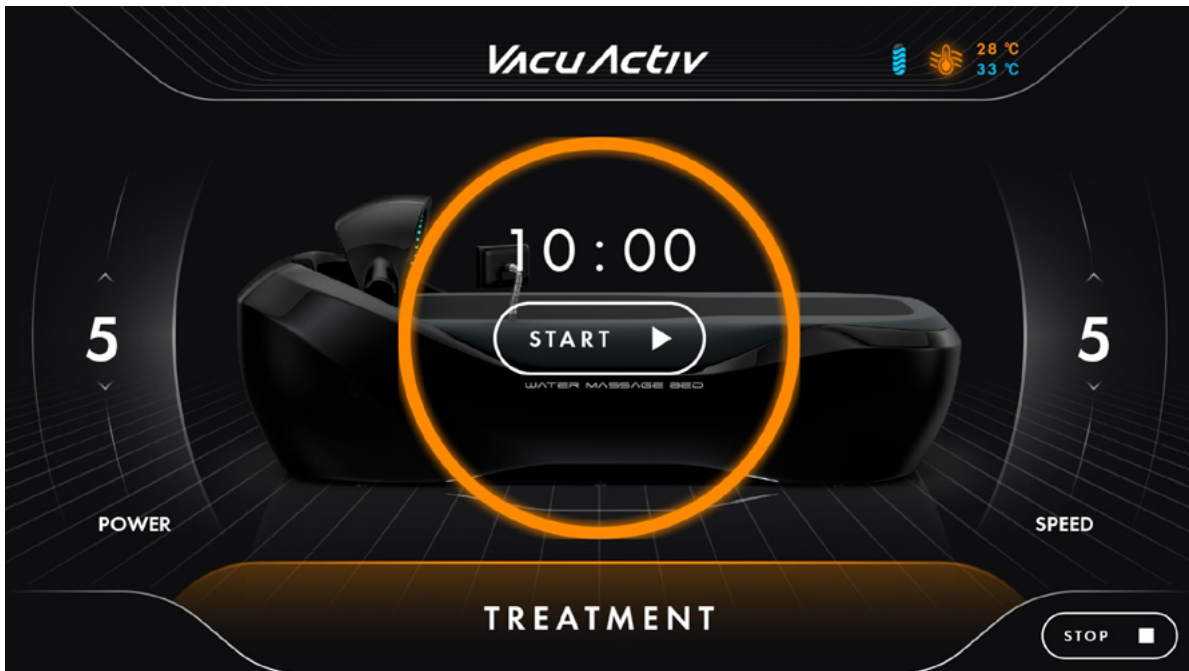 VACUACTIV
28 °C
33 °C
10:00
START
WATER MASSAGE BED
5
5
POWER
SPEED
TREATMENT
STOP